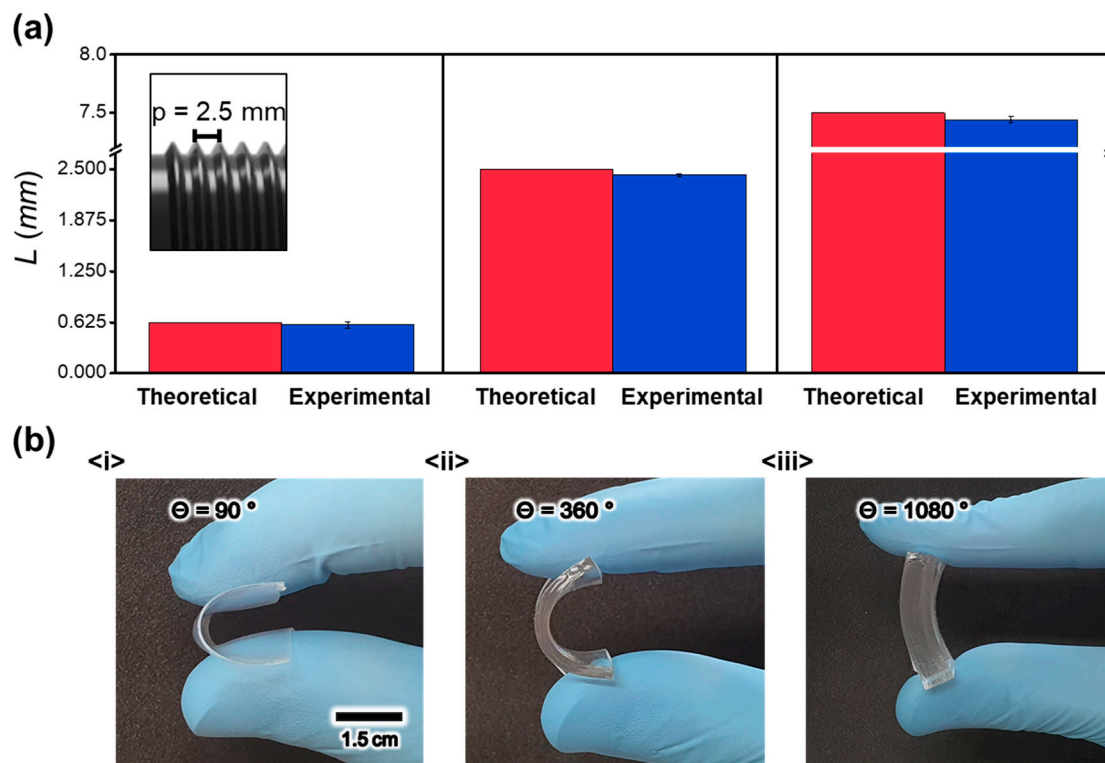 (a)
8.0
p = 2.5 mm
7.5
L (mm)
2.500
1.875
1.250
0.625
0.000
Theoretical Experimental Theoretical Experimental Theoretical Experimental
(b)
<i> <ii> <iii>
Θ = 90 ° Θ = 360 ° Θ = 1080 °
1.5 cm